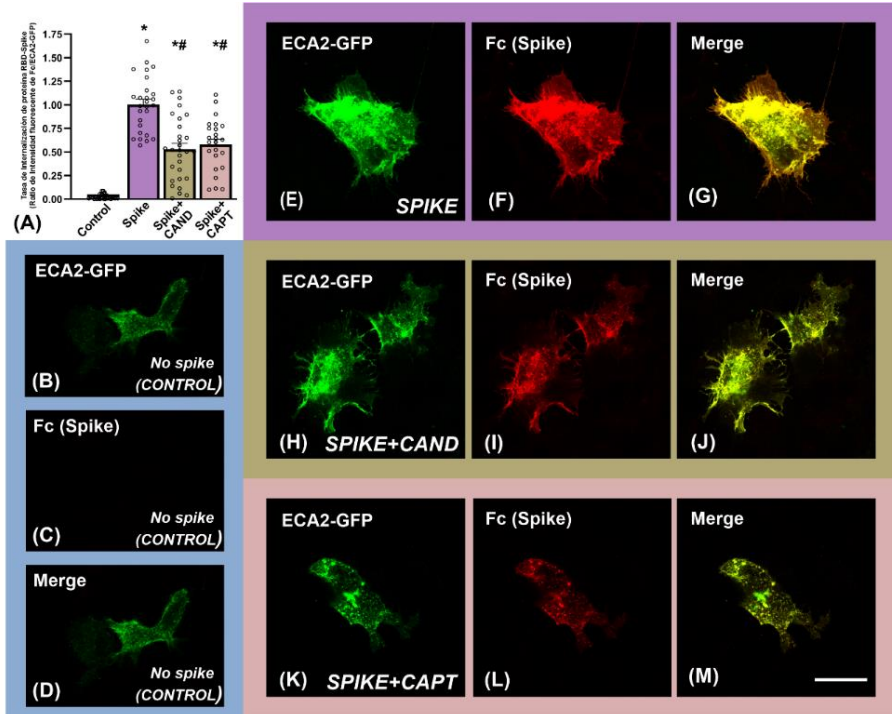 Tasa de Internalización de proteína RBD-Spike
(Ratio de Intensidad fluorescente de Fc/ECA2-GFP)
1.75
1.50
1.25
1.00
0.75
0.50
0.25
0.00
*
*#
*#
Control
Spike
Spike+
CAND
Spike+
CAPT
(A)
ECA2-GFP
No spike
(CONTROL)
(B)
Fc (Spike)
No spike
(CONTROL)
(C)
Merge
No spike
(CONTROL)
(D)
ECA2-GFP
(E)
SPIKE
Fc (Spike)
(F)
Merge
(G)
ECA2-GFP
(H)
SPIKE+CAND
Fc (Spike)
(I)
Merge
(J)
ECA2-GFP
(K)
SPIKE+CAPT
Fc (Spike)
(L)
Merge
(M)